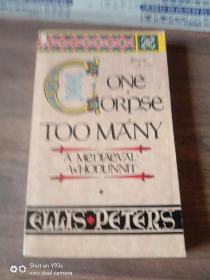 ONE
CORPSE
TOO MANY
A MEDIAEVAL
WHODUNNIT
ELLIS PETERS
SHOT ON Y93s
vivo dual camera